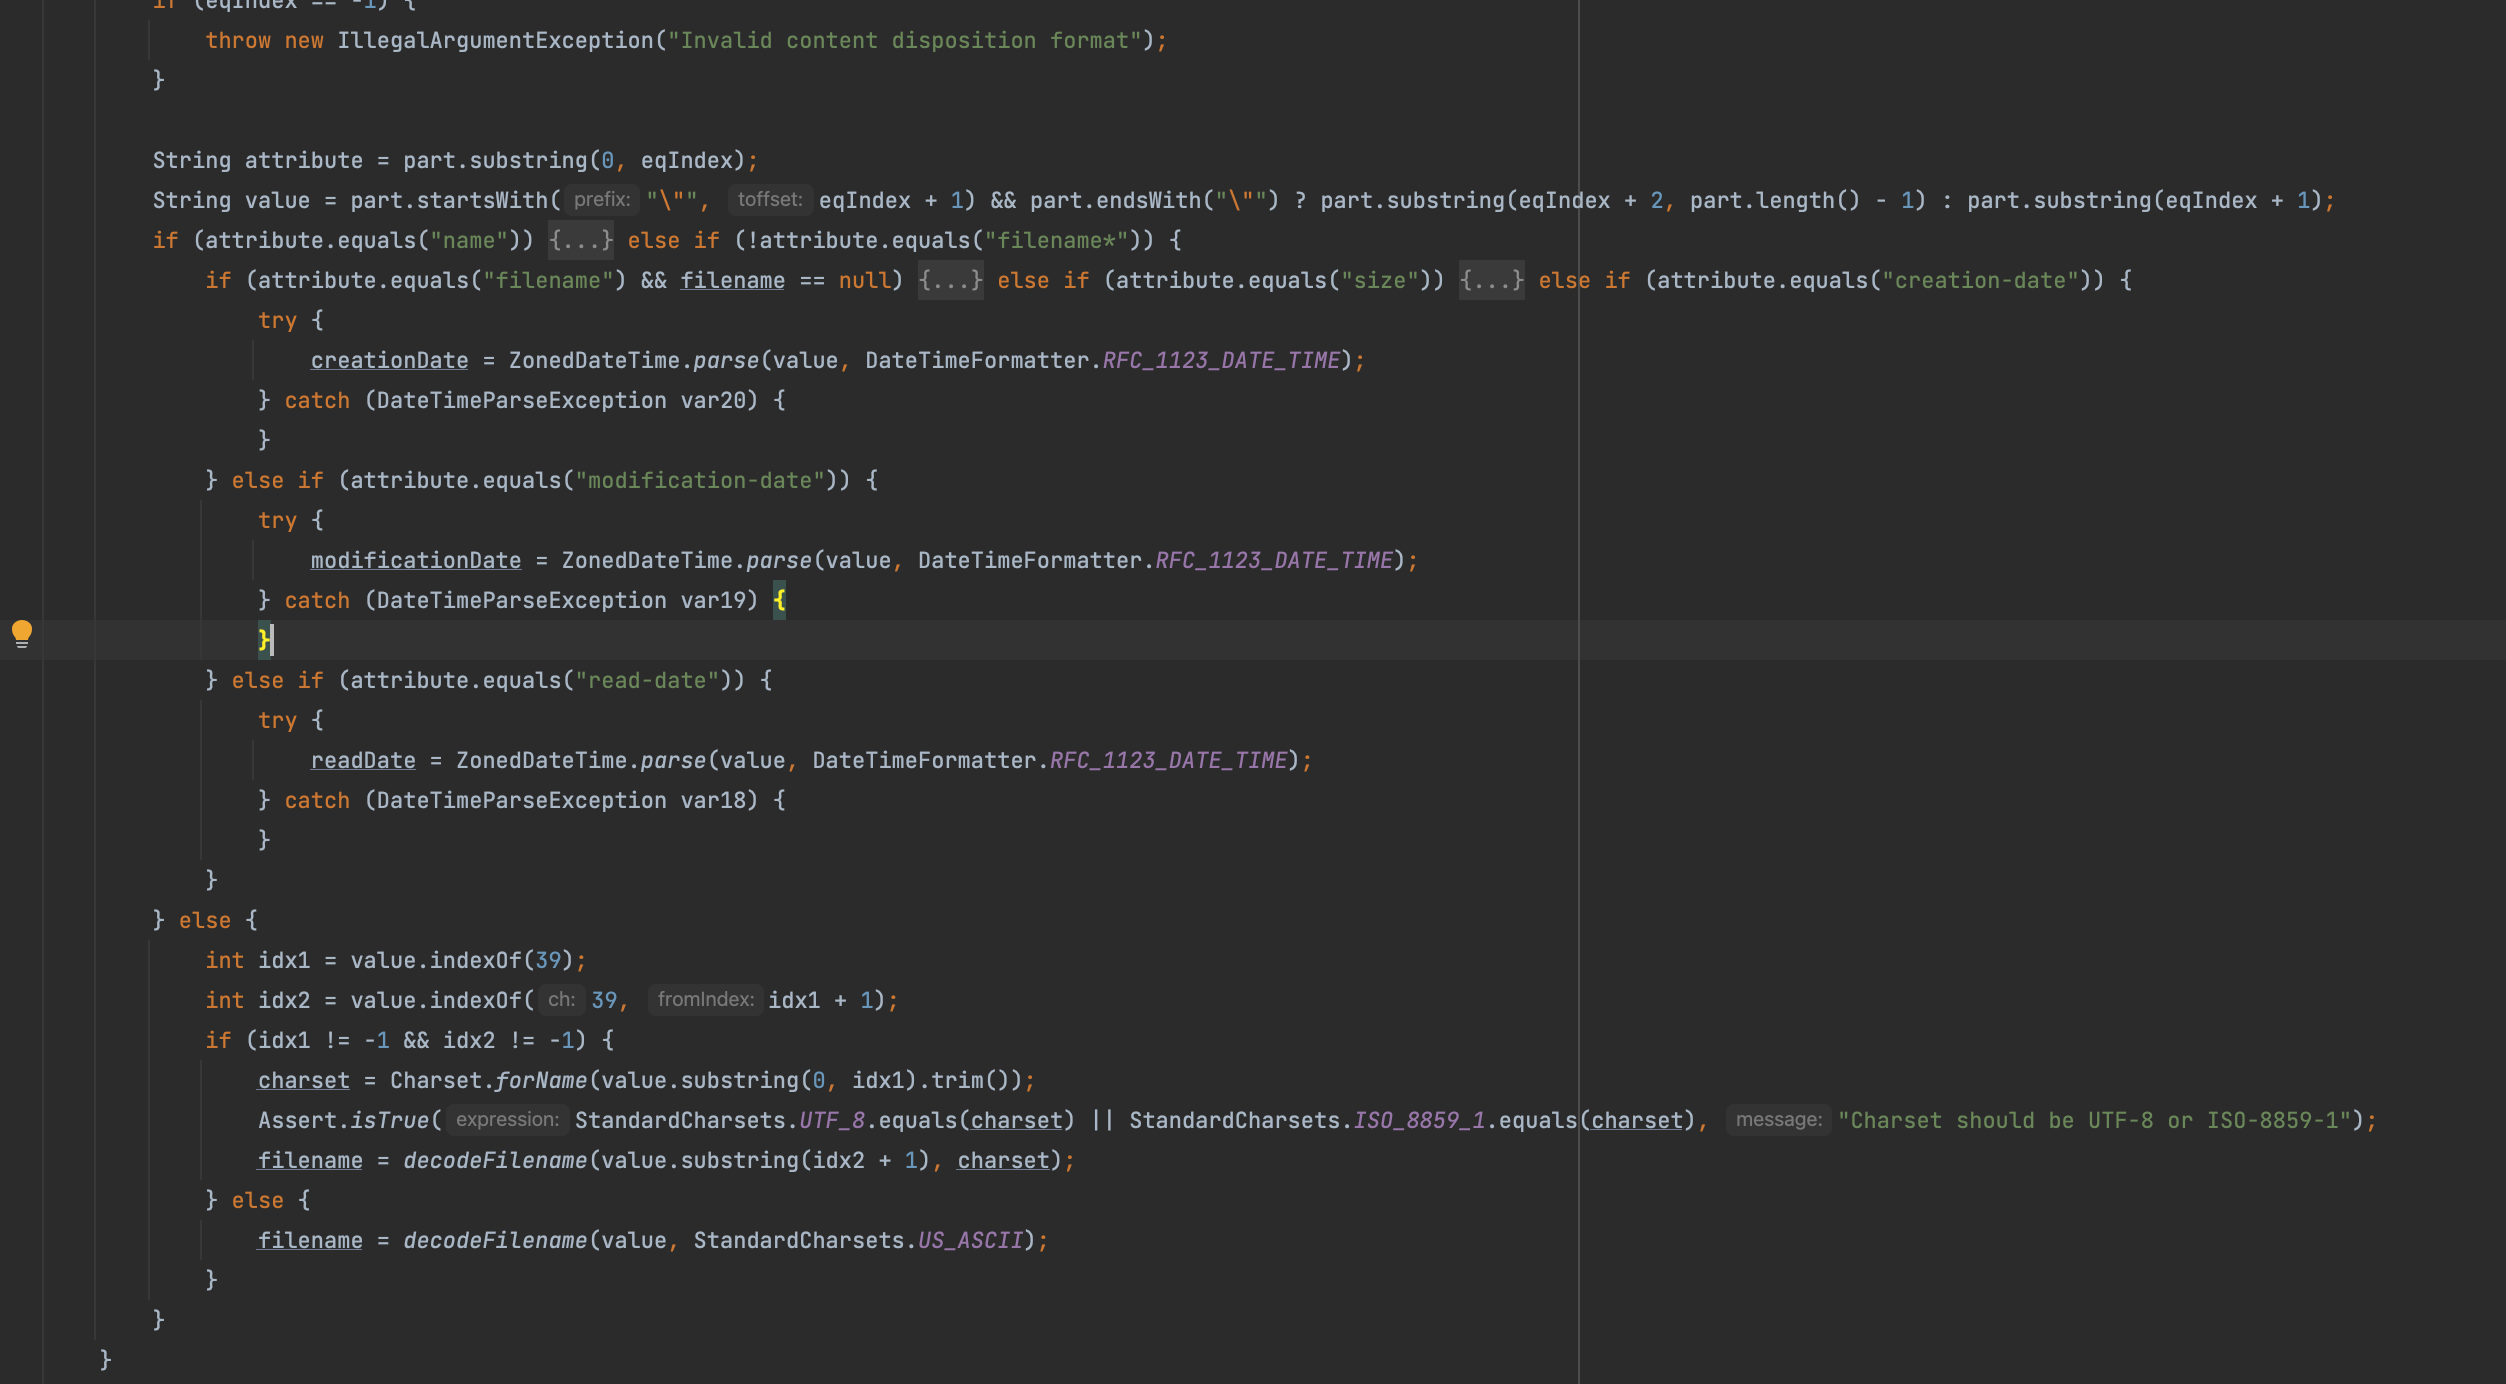 if (eqIndex == -1) {
throw new IllegalArgumentException("Invalid content disposition format");
}
String attribute = part.substring(0, eqIndex);
String value = part.startsWith( prefix: "\"", toffset: eqIndex + 1) && part.endsWith("\"") ? part.substring(eqIndex + 2, part.length() - 1) : part.substring(eqIndex + 1);
if (attribute.equals("name")) {...} else if (!attribute.equals("filename*")) {
if (attribute.equals("filename") && filename == null) {...} else if (attribute.equals("size")) {...} else if (attribute.equals("creation-date")) {
try {
creationDate = ZonedDateTime.parse(value, DateTimeFormatter.RFC_1123_DATE_TIME);
} catch (DateTimeParseException var20) {
}
} else if (attribute.equals("modification-date")) {
try {
modificationDate = ZonedDateTime.parse(value, DateTimeFormatter.RFC_1123_DATE_TIME);
} catch (DateTimeParseException var19) {
}
} else if (attribute.equals("read-date")) {
try {
readDate = ZonedDateTime.parse(value, DateTimeFormatter.RFC_1123_DATE_TIME);
} catch (DateTimeParseException var18) {
}
}
} else {
int idx1 = value.indexOf(39);
int idx2 = value.indexOf( ch: 39, fromIndex: idx1 + 1);
if (idx1 != -1 && idx2 != -1) {
charset = Charset.forName(value.substring(0, idx1).trim());
Assert.isTrue( expression: StandardCharsets.UTF_8.equals(charset) || StandardCharsets.ISO_8859_1.equals(charset), message: "Charset should be UTF-8 or ISO-8859-1");
filename = decodeFilename(value.substring(idx2 + 1), charset);
} else {
filename = decodeFilename(value, StandardCharsets.US_ASCII);
}
}
}